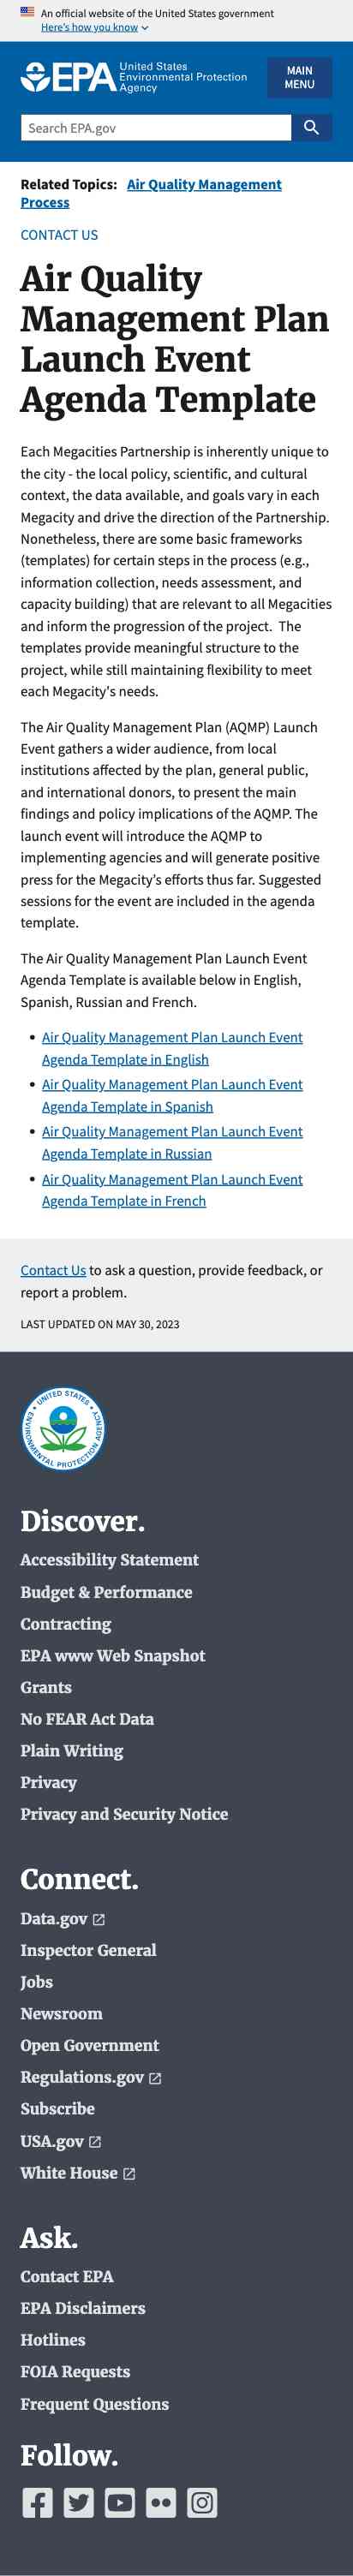 An official website of the United States government
Here's how you know
EPA United States
Environmental Protection
Agency
MAIN
MENU
Search EPA.gov
Related Topics: Air Quality Management
Process
CONTACT US
Air Quality
Management Plan
Launch Event
Agenda Template
Each Megacities Partnership is inherently unique to
the city - the local policy, scientific, and cultural
context, the data available, and goals vary in each
Megacity and drive the direction of the Partnership.
Nonetheless, there are some basic frameworks
(templates) for certain steps in the process (e.g.,
information collection, needs assessment, and
capacity building) that are relevant to all Megacities
and inform the progression of the project. The
templates provide meaningful structure to the
project, while still maintaining flexibility to meet
each Megacity's needs.
The Air Quality Management Plan (AQMP) Launch
Event gathers a wider audience, from local
institutions affected by the plan, general public,
and international donors, to present the main
findings and policy implications of the AQMP. The
launch event will introduce the AQMP to
implementing agencies and will generate positive
press for the Megacity’s efforts thus far. Suggested
sessions for the event are included in the agenda
template.
The Air Quality Management Plan Launch Event
Agenda Template is available below in English,
Spanish, Russian and French.
• Air Quality Management Plan Launch Event
Agenda Template in English
• Air Quality Management Plan Launch Event
Agenda Template in Spanish
• Air Quality Management Plan Launch Event
Agenda Template in Russian
• Air Quality Management Plan Launch Event
Agenda Template in French
Contact Us to ask a question, provide feedback, or
report a problem.
LAST UPDATED ON MAY 30, 2023
UNITED STATES
ENVIRONMENTAL PROTECTION AGENCY
Discover.
Accessibility Statement
Budget & Performance
Contracting
EPA www Web Snapshot
Grants
No FEAR Act Data
Plain Writing
Privacy
Privacy and Security Notice
Connect.
Data.gov
Inspector General
Jobs
Newsroom
Open Government
Regulations.gov
Subscribe
USA.gov
White House
Ask.
Contact EPA
EPA Disclaimers
Hotlines
FOIA Requests
Frequent Questions
Follow.